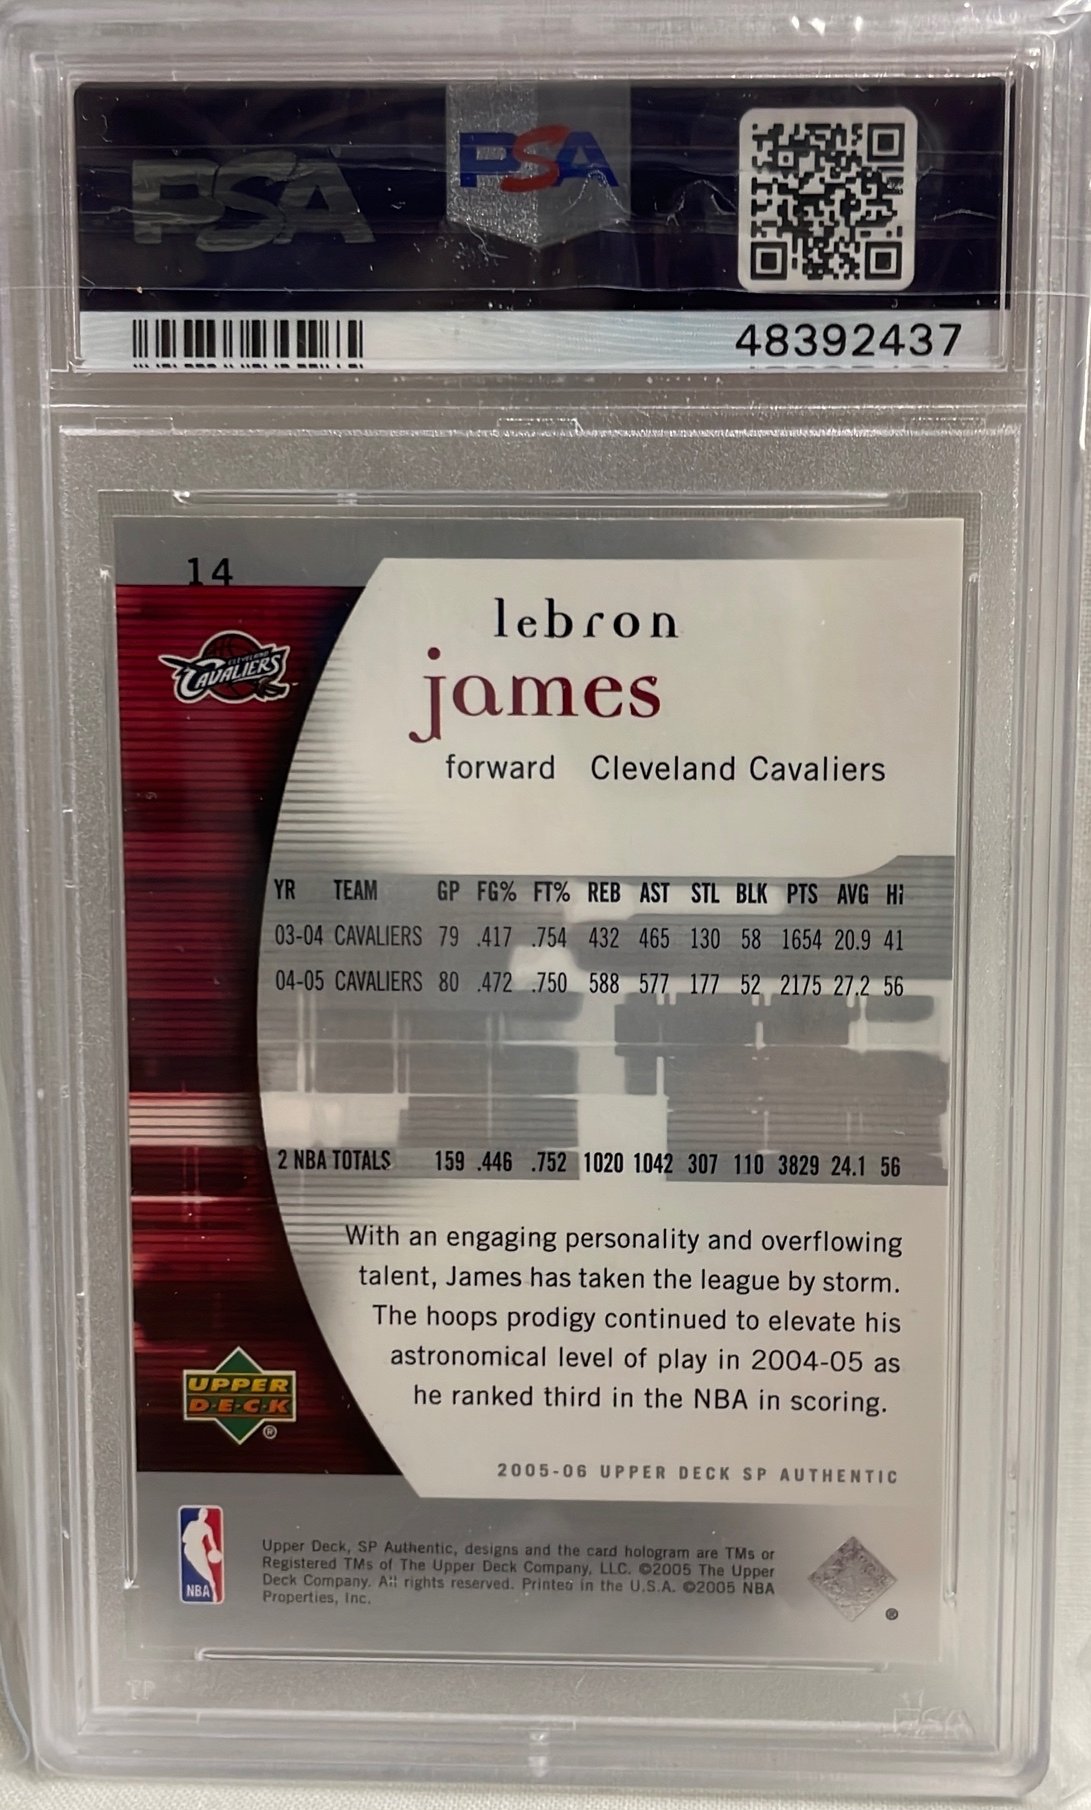 PSA PSA
48392437
14
CLEVELAND
CAVALIERS
lebron
james
forward Cleveland Cavaliers
YR TEAM GP FG% FT% REB AST STL BLK PTS AVG Hi
03-04 CAVALIERS 79 .417 .754 432 465 130 58 1654 20.9 41
04-05 CAVALIERS 80 .472 .750 588 577 177 52 2175 27.2 56
2 NBA TOTALS 159 .446 .752 1020 1042 307 110 3829 24.1 56
With an engaging personality and overflowing
talent, James has taken the league by storm.
The hoops prodigy continued to elevate his
astronomical level of play in 2004-05 as
he ranked third in the NBA in scoring.
UPPER
D•E•C•K
®
2005-06 UPPER DECK SP AUTHENTIC
NBA
Upper Deck, SP Authentic, designs and the card hologram are TMs or
Registered TMs of The Upper Deck Company, LLC. ©2005 The Upper
Deck Company. All rights reserved. Printed in the U.S.A. ©2005 NBA
Properties, Inc.
®
TP
PSA